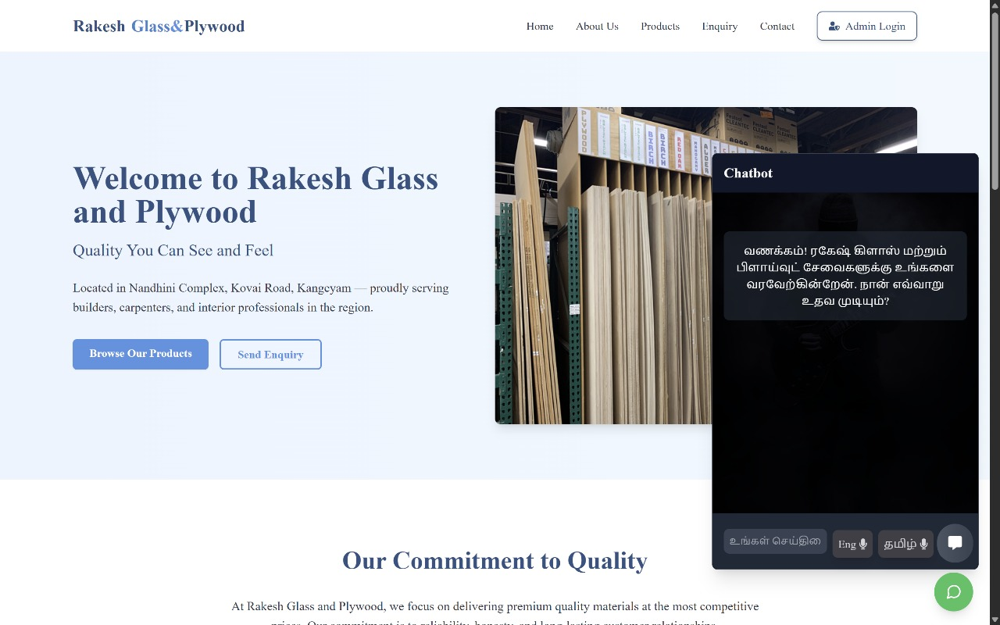 Rakesh Glass&Plywood
Home
About Us
Products
Enquiry
Contact
Admin Login
Welcome to Rakesh Glass
and Plywood
Quality You Can See and Feel
Located in Nandhini Complex, Kovai Road, Kangeyam — proudly serving
builders, carpenters, and interior professionals in the region.
Browse Our Products
Send Enquiry
PLYWOOD
BIRCH
BIRCH
RED OAK
MAHOGANY
ALDER
Festool
CLEANTEC
Festool
CLEANTEC
Chatbot
வணக்கம்! ரகேஷ் கிளாஸ் மற்றும்
பிளாய்வுட் சேவைகளுக்கு உங்களை
வரவேற்கின்றேன். நான் எவ்வாறு
உதவ முடியும்?
உங்கள் செய்தியை
Eng
தமிழ்
Our Commitment to Quality
At Rakesh Glass and Plywood, we focus on delivering premium quality materials at the most competitive
prices. Our commitment is to reliability, honesty, and long-lasting customer relationships.